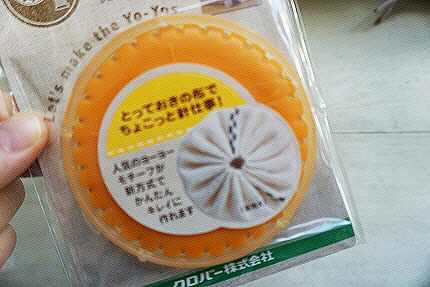 Let's make the Yo-Yos
とっておきの布で
ちょこっと針仕事!
人気のヨーヨー
モチーフが
新方式で
かんたん
キレイに
作れます
クロバー株式会社